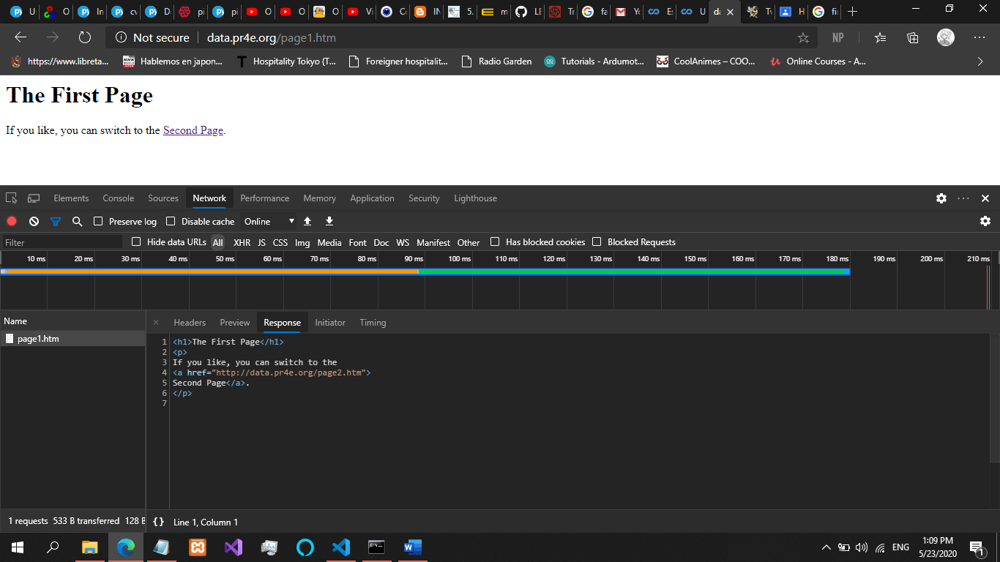 U O In cv D pi pi O O O Vi Co IN 5. m LE Tr fa Yo Es U da Tv H fir
Not secure data.pr4e.org/page1.htm NP
https://www.libreta... Hablemos en japon... Hospitality Tokyo (T... Foreigner hospitalit... Radio Garden Tutorials - Ardumot... CoolAnimes – COO... Online Courses - A...
The First Page
If you like, you can switch to the Second Page.
Elements Console Sources Network Performance Memory Application Security Lighthouse
Preserve log Disable cache Online
Filter Hide data URLs All XHR JS CSS Img Media Font Doc WS Manifest Other Has blocked cookies Blocked Requests
10 ms 20 ms 30 ms 40 ms 50 ms 60 ms 70 ms 80 ms 90 ms 100 ms 110 ms 120 ms 130 ms 140 ms 150 ms 160 ms 170 ms 180 ms 190 ms 200 ms 210 ms
Name
page1.htm
Headers Preview Response Initiator Timing
1 <h1>The First Page</h1>
2 <p>
3 If you like, you can switch to the
4 <a href="http://data.pr4e.org/page2.htm">
5 Second Page</a>.
6 </p>
7
1 requests 533 B transferred 128 B
{ } Line 1, Column 1
ENG
1:09 PM
5/23/2020
1